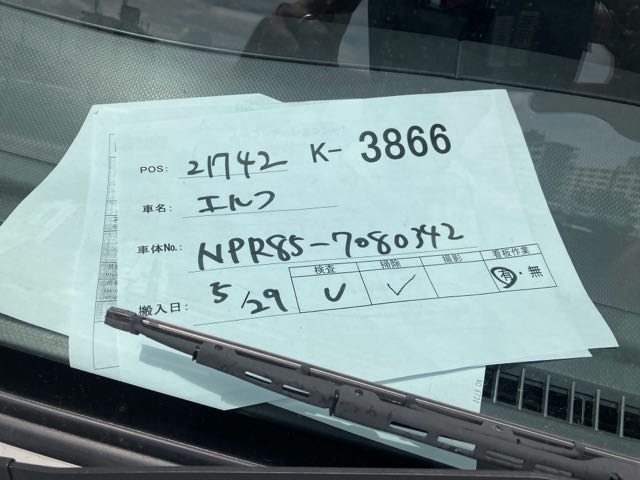 POS: 21742 K- 3866
車名: エルフ
車体No.: NPR85-7080342
検査 掃除 撮影 看板作業
搬入日: 5/29 ✓ ✓ 有・無